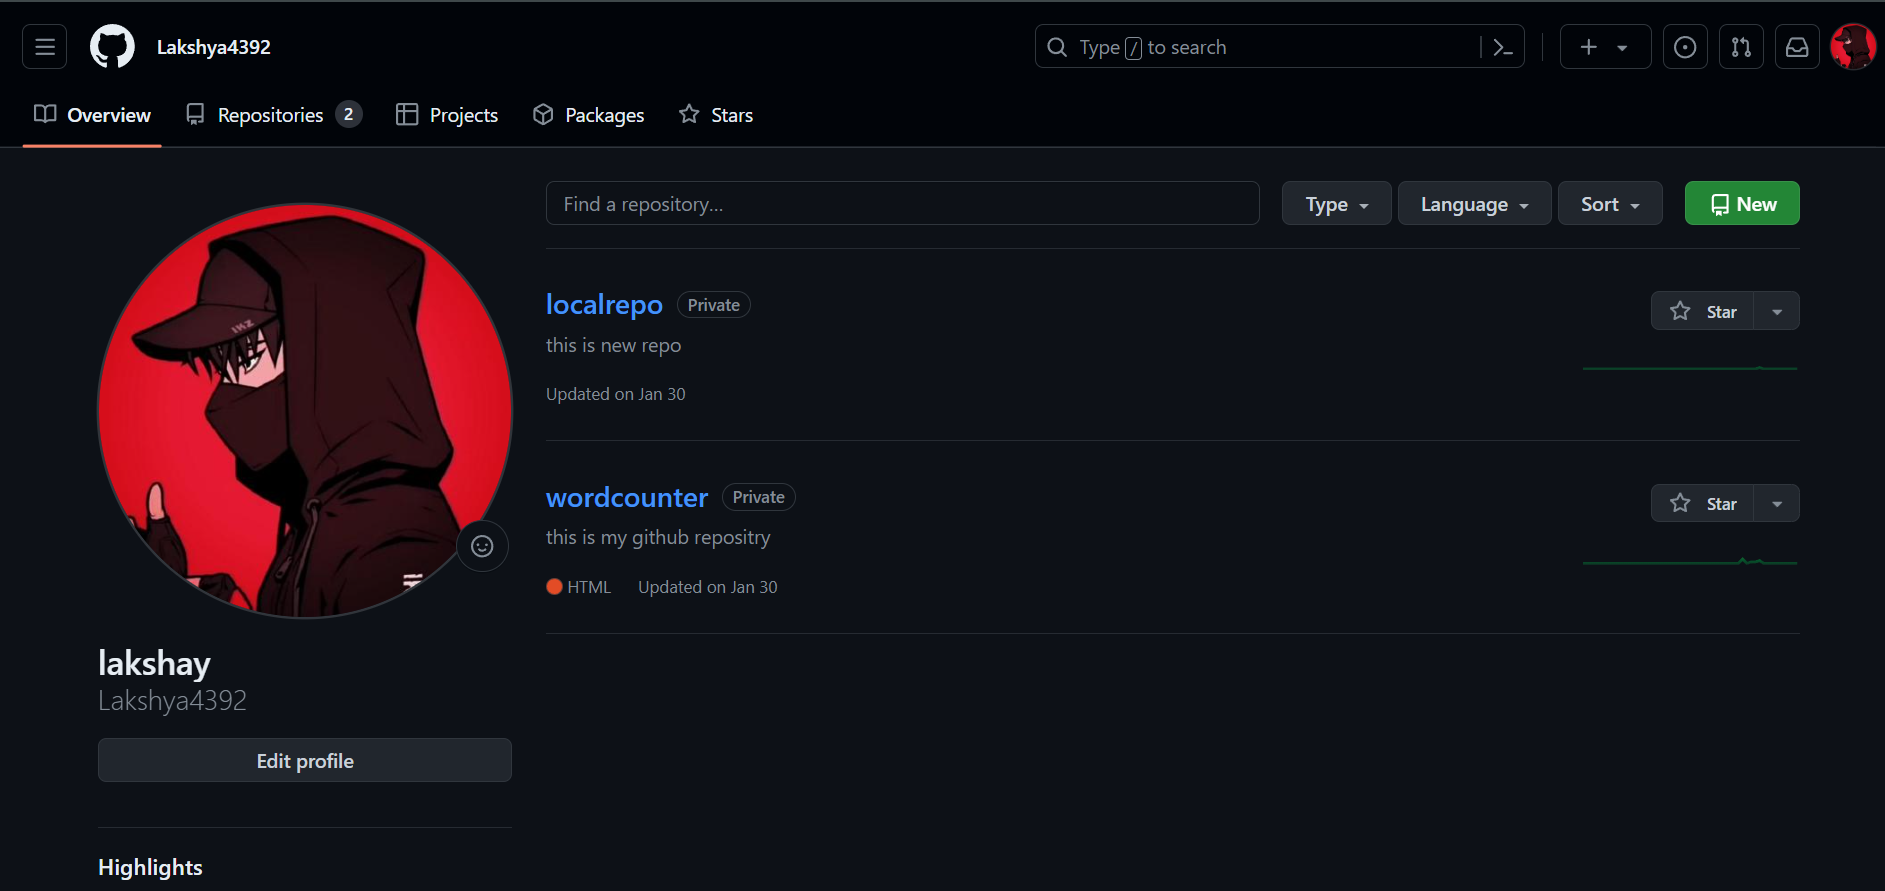 Lakshya4392
Type / to search
Overview
Repositories 2
Projects
Packages
Stars
Find a repository...
Type
Language
Sort
New
localrepo Private
Star
this is new repo
Updated on Jan 30
wordcounter Private
Star
this is my github repositry
HTML Updated on Jan 30
IKZ
lakshay
Lakshya4392
Edit profile
Highlights